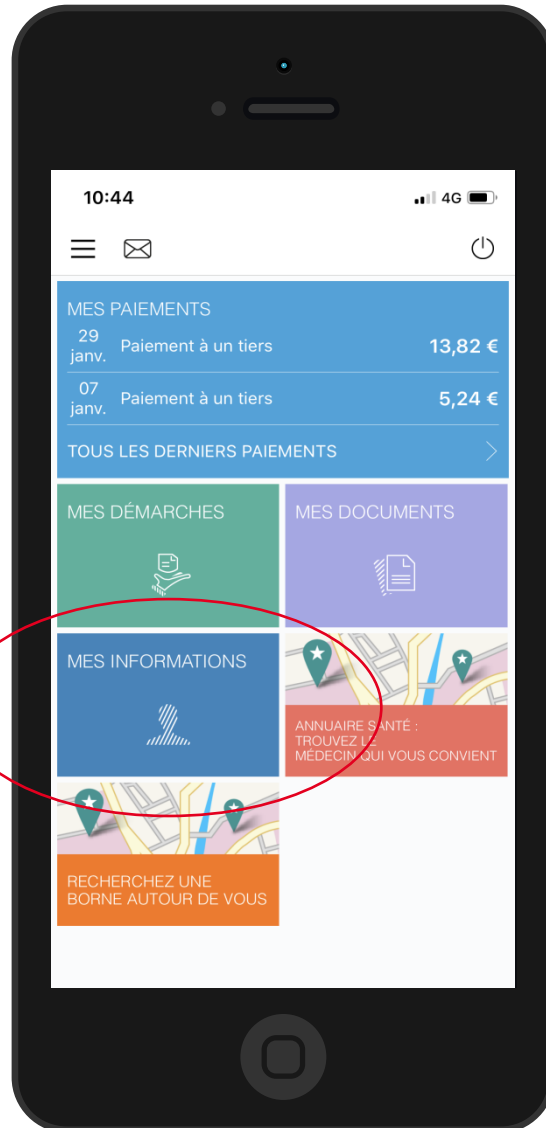 10:44
4G
MES PAIEMENTS
29
janv.
Paiement à un tiers
13,82 €
07
janv.
Paiement à un tiers
5,24 €
TOUS LES DERNIERS PAIEMENTS
MES DÉMARCHES
MES DOCUMENTS
MES INFORMATIONS
ANNUAIRE SANTÉ :
TROUVEZ LE
MÉDECIN QUI VOUS CONVIENT
RECHERCHEZ UNE
BORNE AUTOUR DE VOUS